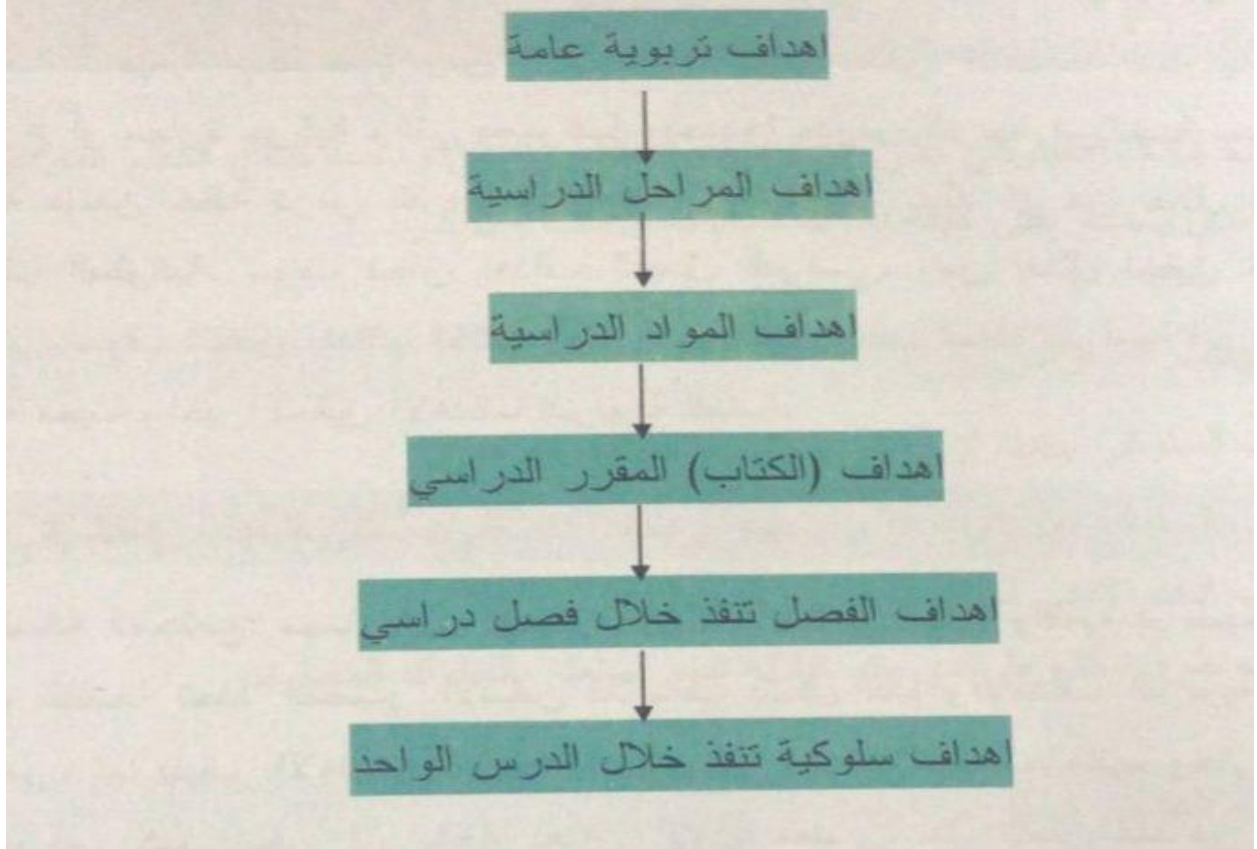 اهداف تربوية عامة
اهداف المراحل الدراسية
اهداف المواد الدراسية
اهداف (الكتاب) المقرر الدراسي
اهداف الفصل تنفذ خلال فصل دراسي
اهداف سلوكية تنفذ خلال الدرس الواحد